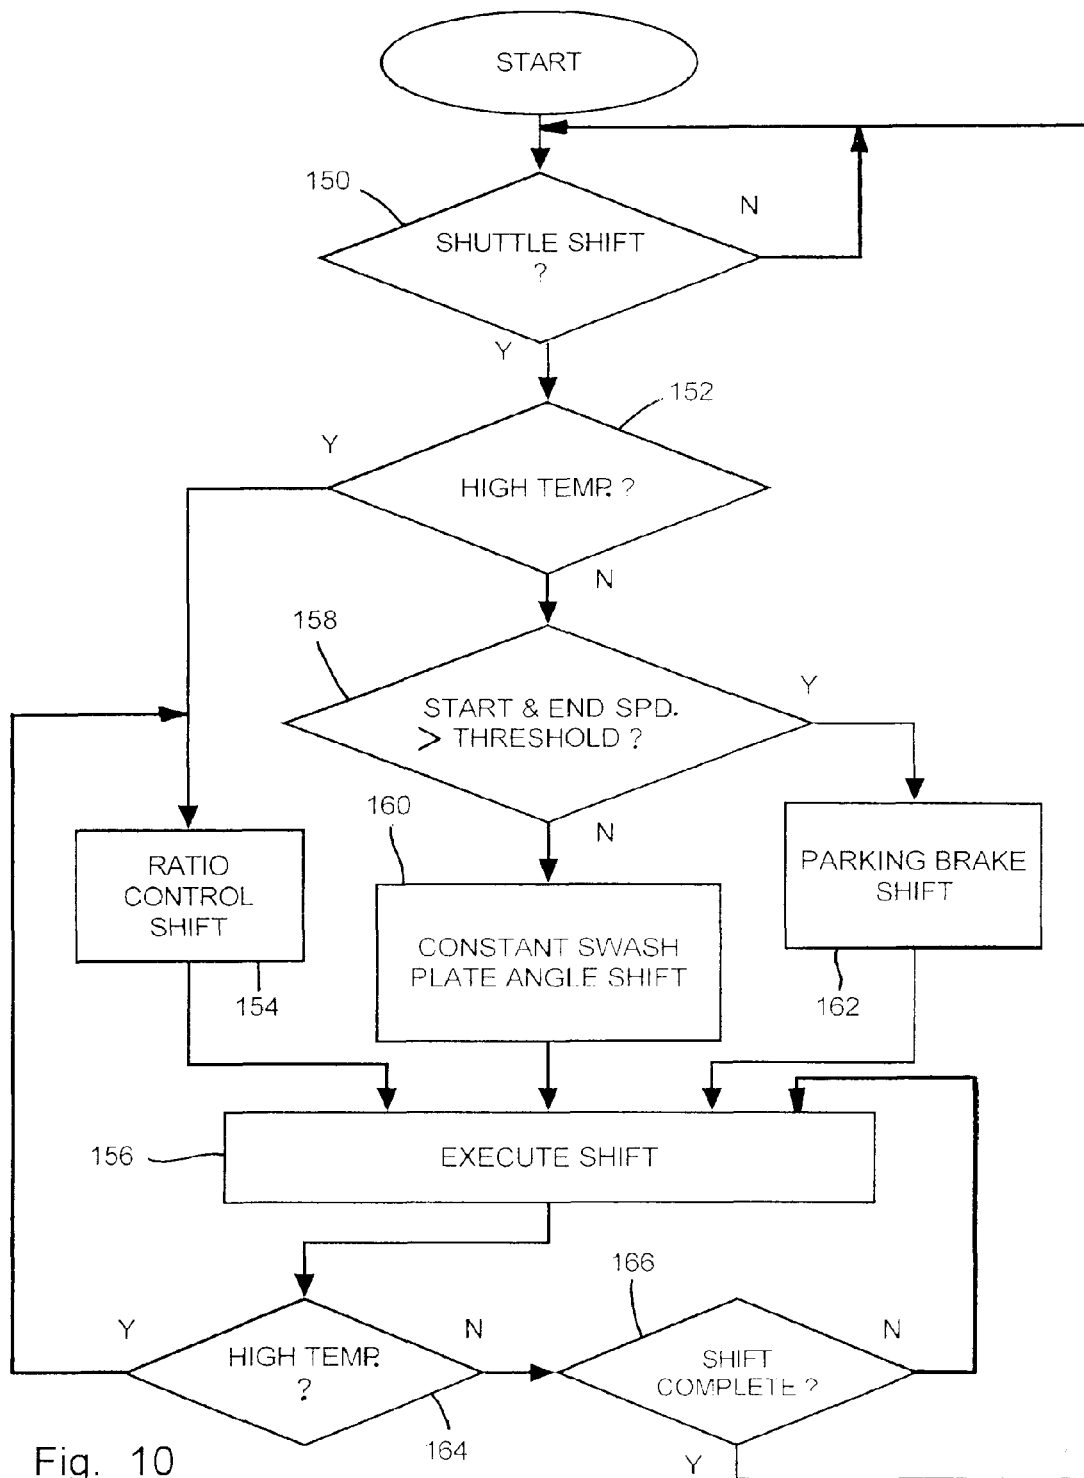 START
150
N
SHUTTLE SHIFT
?
Y
152
Y
HIGH TEMP. ?
N
158
Y
START & END SPD.
> THRESHOLD ?
160
N
RATIO
CONTROL
SHIFT
PARKING BRAKE
SHIFT
CONSTANT SWASH
PLATE ANGLE SHIFT
154
162
156
EXECUTE SHIFT
166
Y
N
N
HIGH TEMP.
?
SHIFT
COMPLETE ?
164
Y
Fig. 10